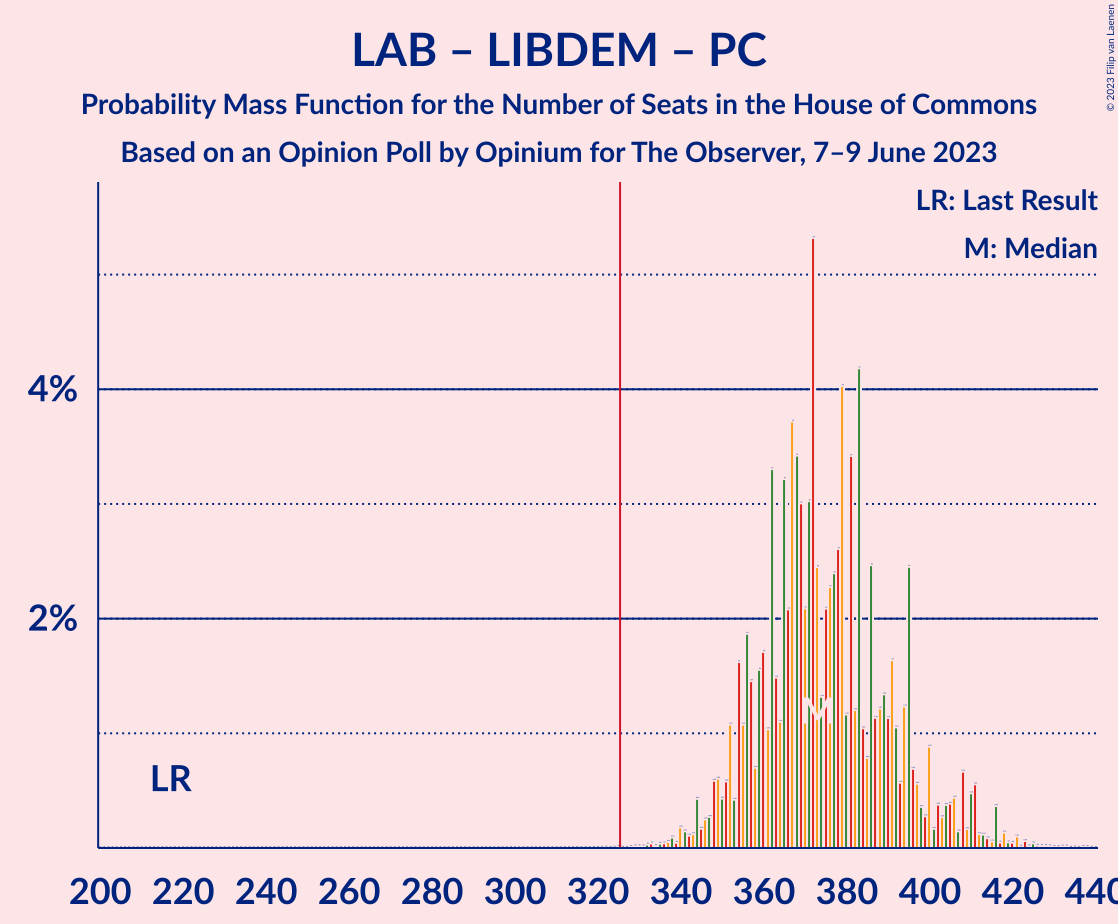 LAB – LIBDEM – PC
Probability Mass Function for the Number of Seats in the House of Commons
Based on an Opinion Poll by Opinium for The Observer, 7–9 June 2023
© 2023 Filip van Laenen
LR: Last Result
M: Median
4%
2%
LR
200 220 240 260 280 300 320 340 360 380 400 420 440